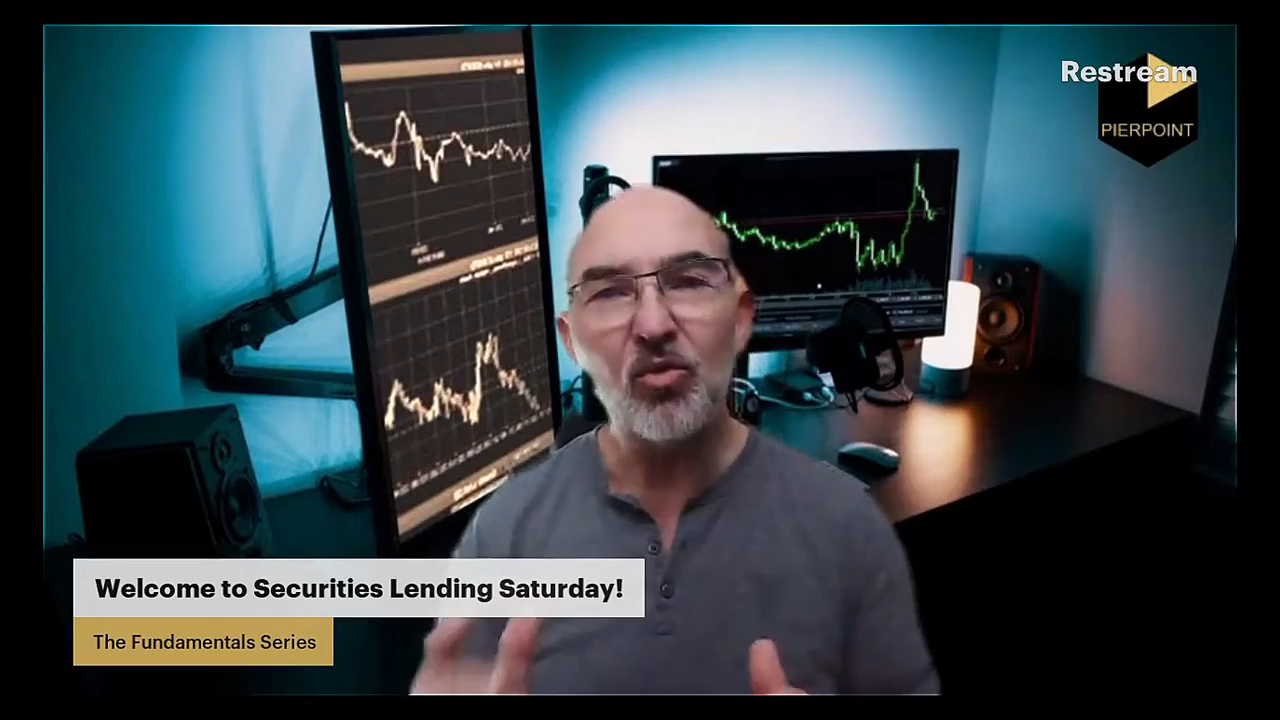 Restream
PIERPOINT
Welcome to Securities Lending Saturday!
The Fundamentals Series